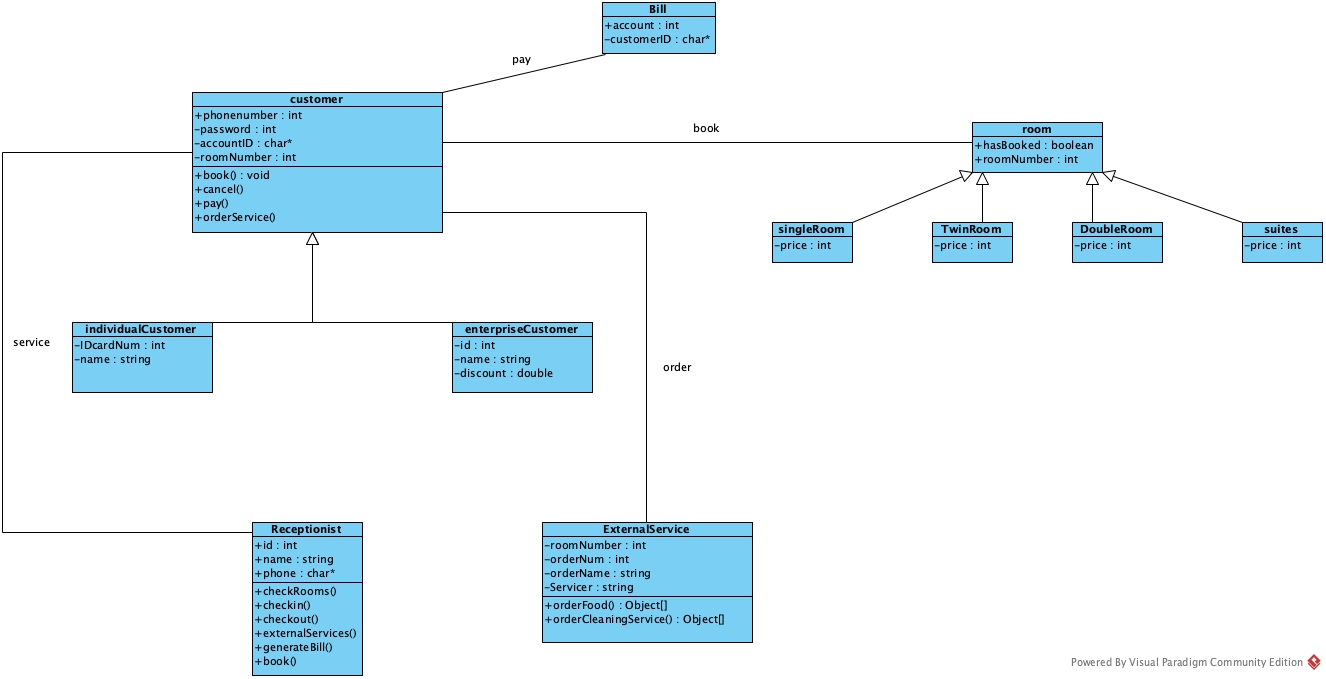 Bill
+account : int
-customerID : char*
pay
customer
+phonenumber : int
-password : int
-accountID : char*
-roomNumber : int
+book() : void
+cancel()
+pay()
+orderService()
book
room
+hasBooked : boolean
+roomNumber : int
singleRoom
-price : int
TwinRoom
-price : int
DoubleRoom
-price : int
suites
-price : int
service
individualCustomer
-IDcardNum : int
-name : string
enterpriseCustomer
-id : int
-name : string
-discount : double
order
Receptionist
+id : int
+name : string
+phone : char*
+checkRooms()
+checkin()
+checkout()
+externalServices()
+generateBill()
+book()
ExternalService
-roomNumber : int
-orderNum : int
-orderName : string
-Servicer : string
+orderFood() : Object[]
+orderCleaningService() : Object[]
Powered By Visual Paradigm Community Edition